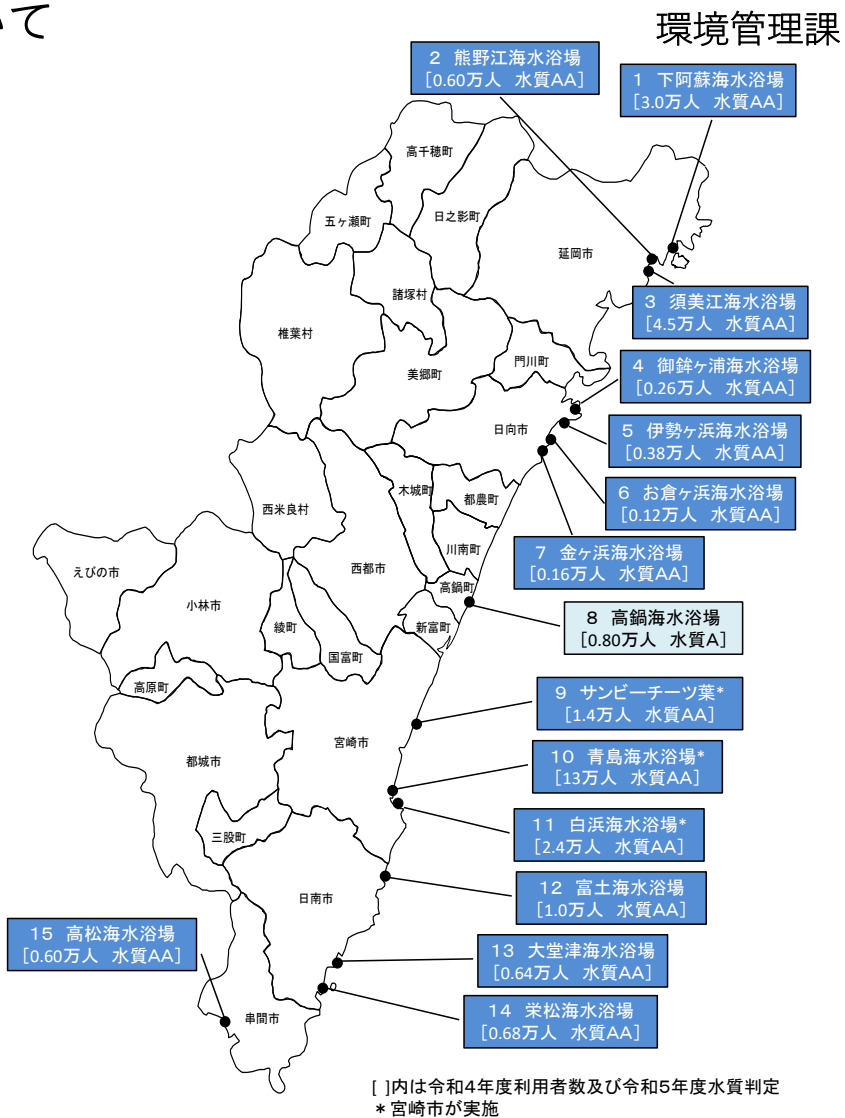 いて
環境管理課
2 熊野江海水浴場
[0.60万人 水質AA]
1 下阿蘇海水浴場
[3.0万人 水質AA]
高千穂町
五ヶ瀬町
日之影町
延岡市
諸塚村
3 須美江海水浴場
[4.5万人 水質AA]
椎葉村
美郷町
門川町
4 御鉾ヶ浦海水浴場
[0.26万人 水質AA]
日向市
5 伊勢ヶ浜海水浴場
[0.38万人 水質AA]
木城町
都農町
6 お倉ヶ浜海水浴場
[0.12万人 水質AA]
西米良村
川南町
7 金ヶ浜海水浴場
[0.16万人 水質AA]
えびの市
西都市
小林市
高鍋町
8 高鍋海水浴場
[0.80万人 水質A]
綾町
新富町
国富町
高原町
9 サンビーチーツ葉*
[1.4万人 水質AA]
宮崎市
都城市
10 青島海水浴場*
[13万人 水質AA]
三股町
11 白浜海水浴場*
[2.4万人 水質AA]
日南市
12 富土海水浴場
[1.0万人 水質AA]
15 高松海水浴場
[0.60万人 水質AA]
13 大堂津海水浴場
[0.64万人 水質AA]
串間市
14 栄松海水浴場
[0.68万人 水質AA]
[ ]内は令和4年度利用者数及び令和5年度水質判定
*宮崎市が実施